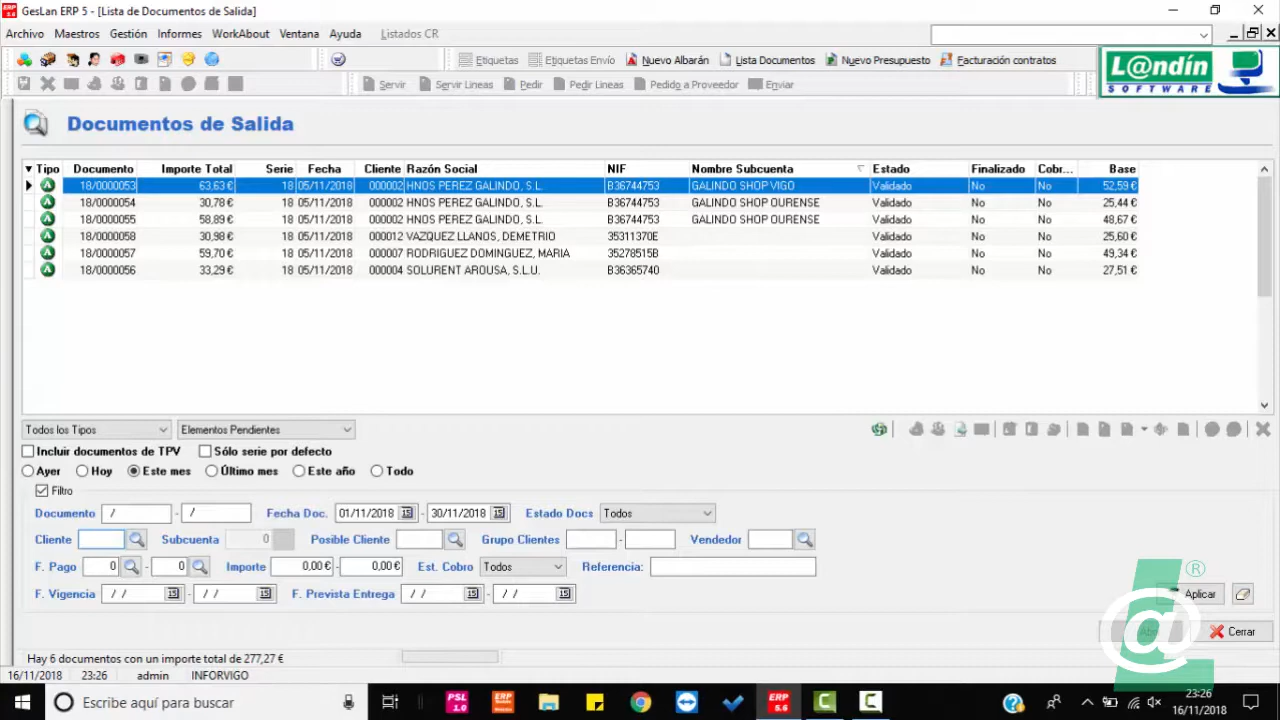 GesLan ERP 5 - [Lista de Documentos de Salida]
Archivo Maestros Gestión Informes WorkAbout Ventana Ayuda Listados CR
Etiquetas Etiquetas Envío Nuevo Albarán Lista Documentos Nuevo Presupuesto Facturación contratos
Servir Servir Lineas Pedir Pedir Lineas Pedido a Proveedor Enviar
L@ndín
SOFTWARE
Documentos de Salida
Tipo Documento Importe Total Serie Fecha Cliente Razón Social NIF Nombre Subcuenta Estado Finalizado Cobr... Base
A 18/0000053 63,63 € 18 05/11/2018 000002 HNOS PEREZ GALINDO, S.L. B36744753 GALINDO SHOP VIGO Validado No No 52,59 €
A 18/0000054 30,78 € 18 05/11/2018 000002 HNOS PEREZ GALINDO, S.L. B36744753 GALINDO SHOP OURENSE Validado No No 25,44 €
A 18/0000055 58,89 € 18 05/11/2018 000002 HNOS PEREZ GALINDO, S.L. B36744753 GALINDO SHOP OURENSE Validado No No 48,67 €
A 18/0000058 30,98 € 18 05/11/2018 000012 VAZQUEZ LLANOS, DEMETRIO 35311370E Validado No No 25,60 €
A 18/0000057 59,70 € 18 05/11/2018 000007 RODRIGUEZ DOMINGUEZ, MARIA 35278515B Validado No No 49,34 €
A 18/0000056 33,29 € 18 05/11/2018 000004 SOLURENT AROUSA, S.L.U. B36365740 Validado No No 27,51 €
Todos los Tipos Elementos Pendientes
Incluir documentos de TPV Sólo serie por defecto
Ayer Hoy Este mes Último mes Este año Todo
Filtro
Documento / - / Fecha Doc. 01/11/2018 15 - 30/11/2018 15 Estado Docs Todos
Cliente Subcuenta 0 Posible Cliente Grupo Clientes - Vendedor
F. Pago 0 - 0 Importe 0,00 € - 0,00 € Est. Cobro Todos Referencia:
F. Vigencia / / 15 - / / 15 F. Prevista Entrega / / 15 - / / 15
Aplicar
®
@
Cerrar
Hay 6 documentos con un importe total de 277,27 €
16/11/2018 23:26 admin INFORVIGO
Escribe aquí para buscar
PSL 1.0
ERP
ERP 5.6
23:26
16/11/2018